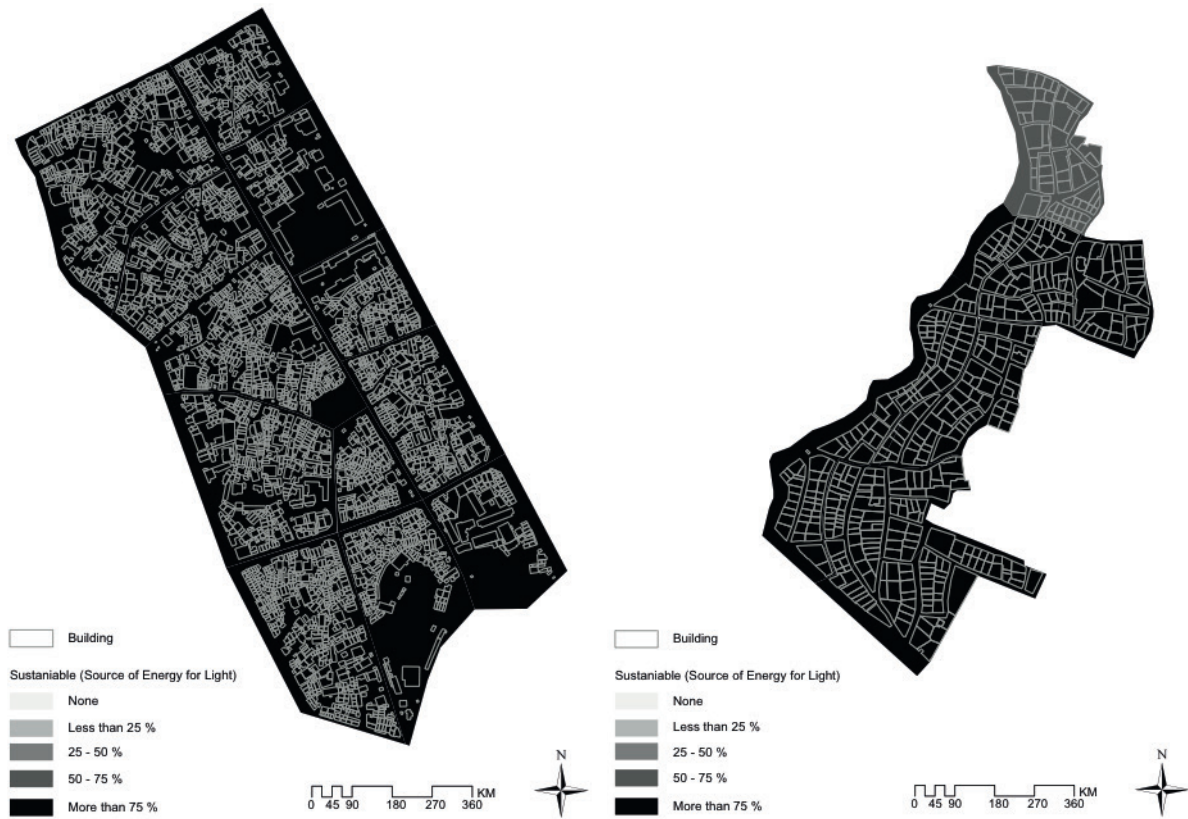 Building
Sustaniable (Source of Energy for Light)
None
Less than 25 %
25 - 50 %
50 - 75 %
More than 75 %
N
KM
0 45 90 180 270 360
Building
Sustaniable (Source of Energy for Light)
None
Less than 25 %
25 - 50 %
50 - 75 %
More than 75 %
N
KM
0 45 90 180 270 360